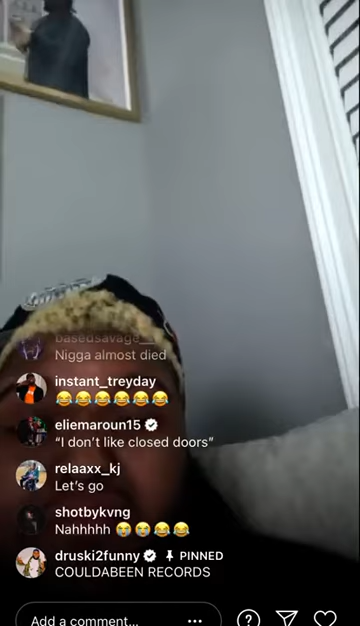 basedsavage_
Nigga almost died
instant_treyday
😂😂😂😂😂😂
eliemaroun15
“I don’t like closed doors”
relaaxx_kj
Let’s go
shotbykvng
Nahhhhh 😭😭😂😂
druski2funny PINNED
COULDABEEN RECORDS
Add a comment...